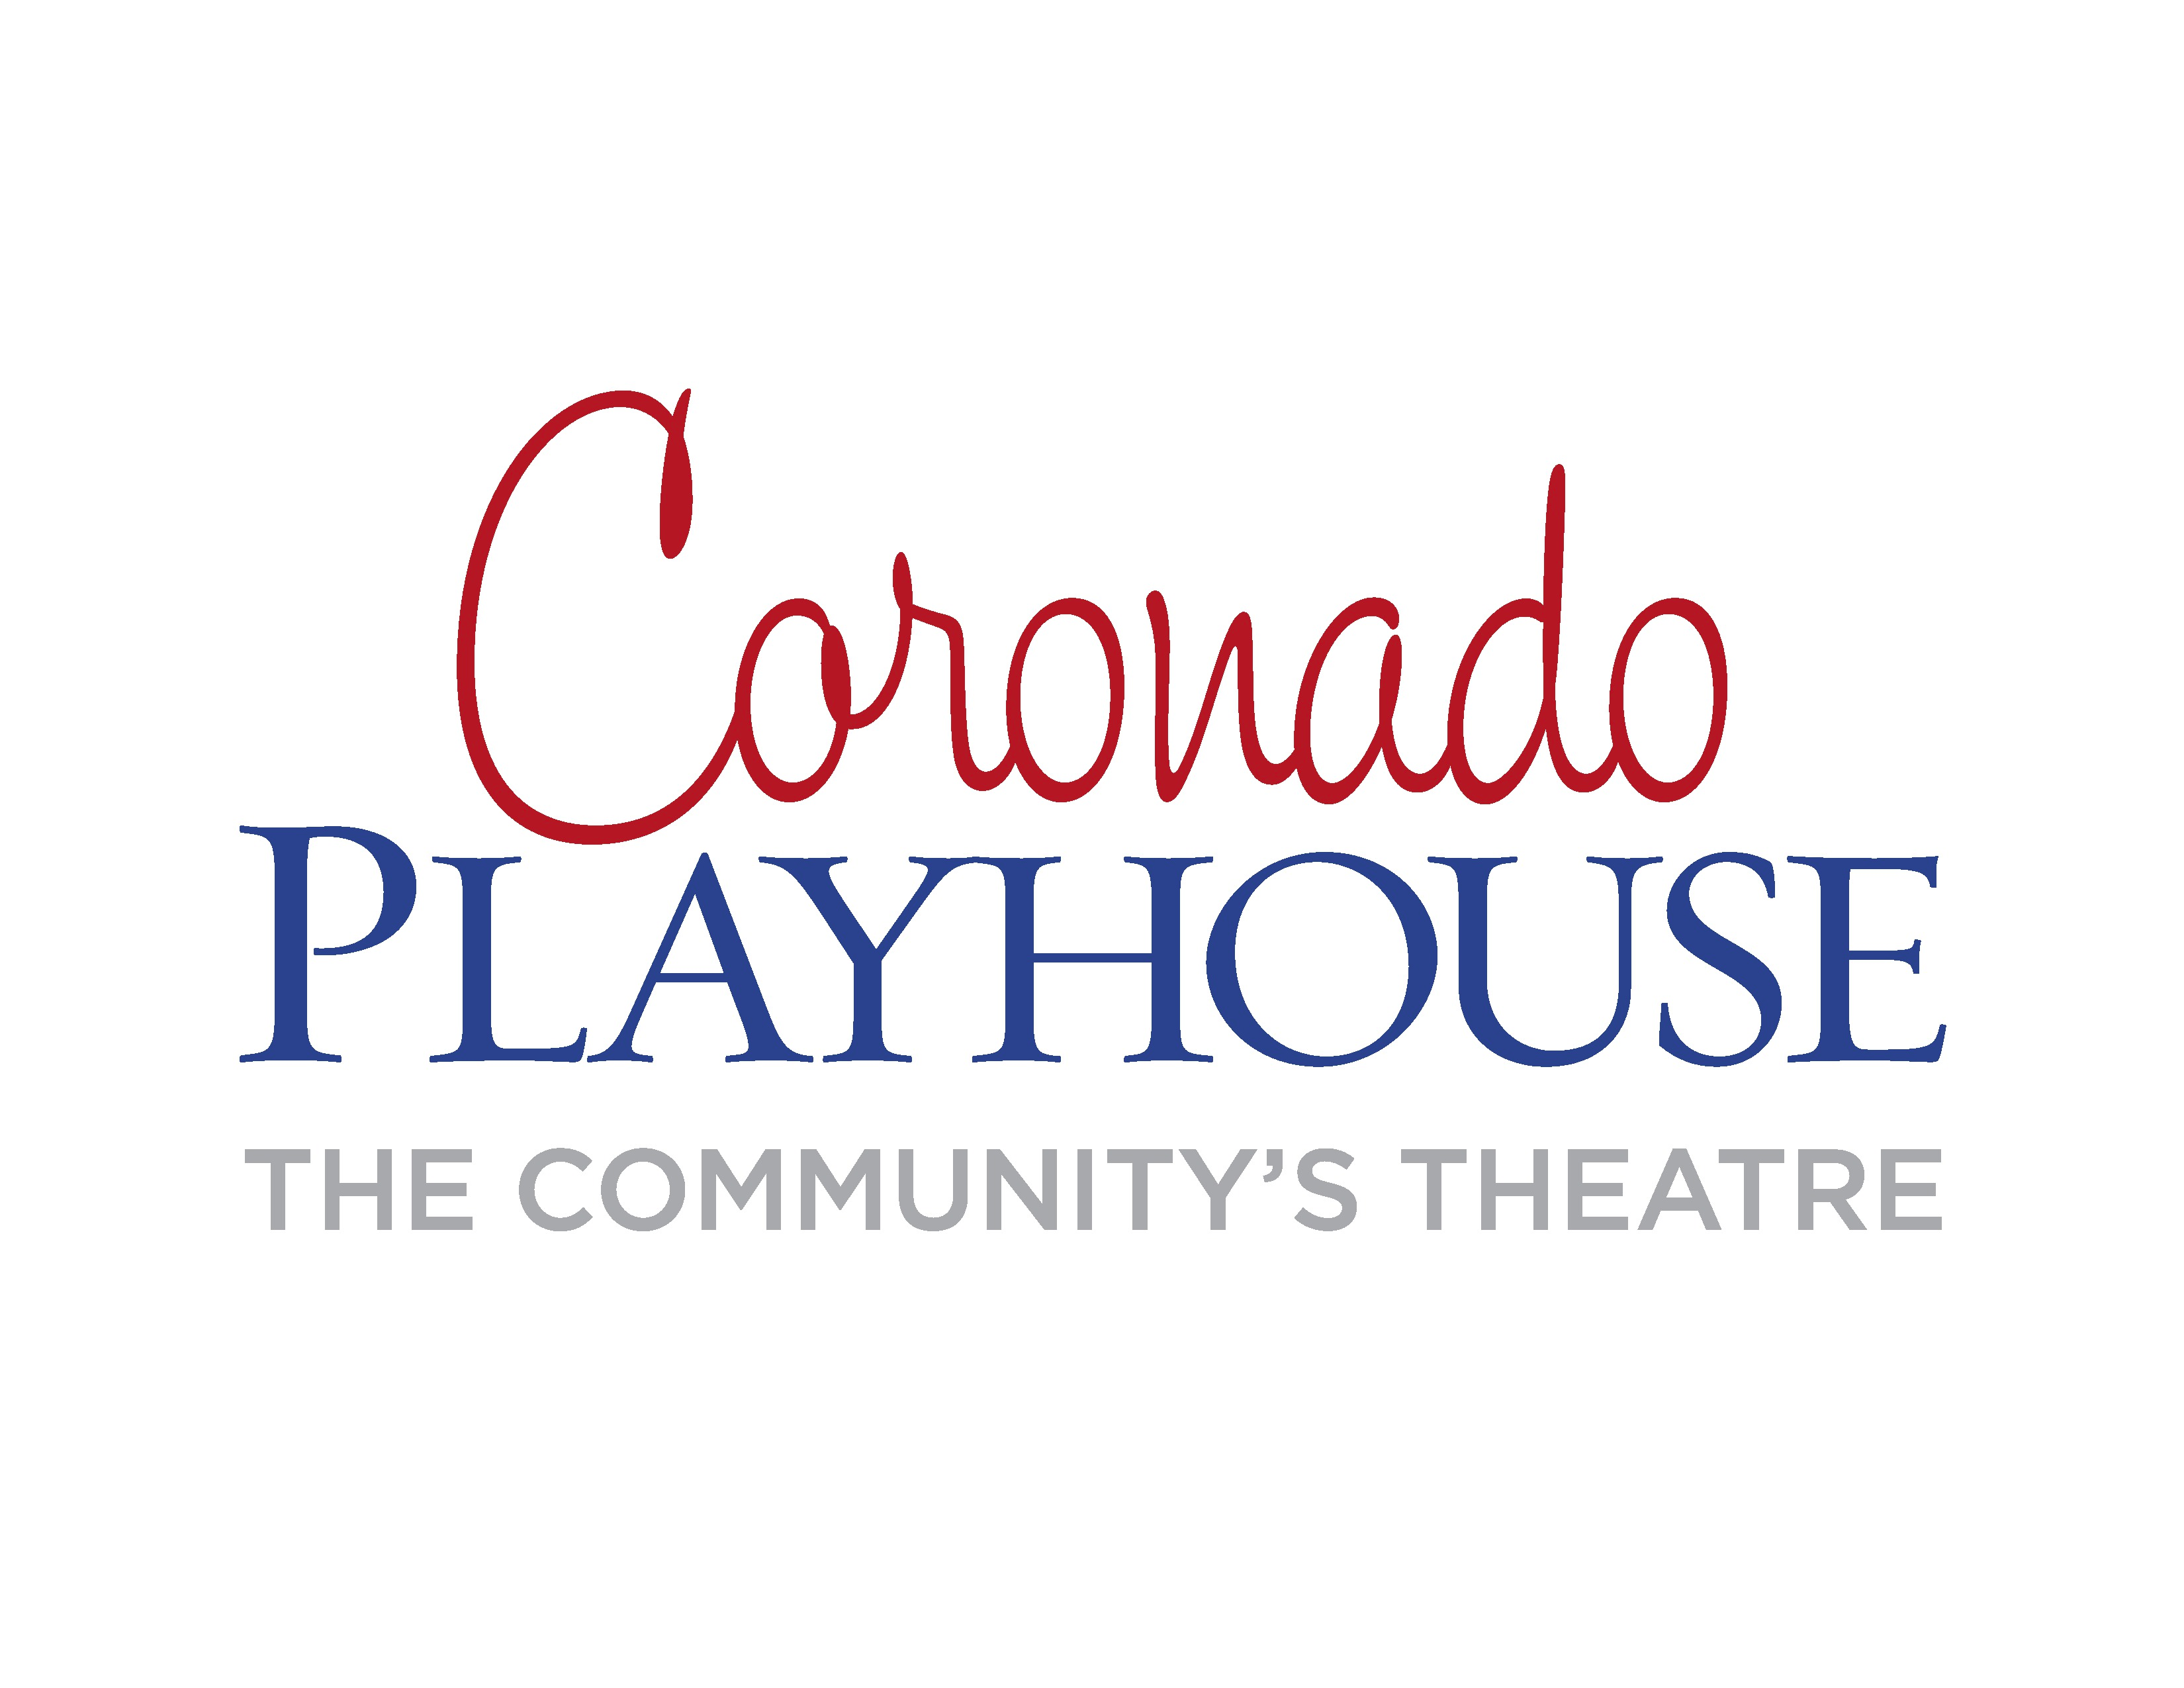 Coronado
PLAYHOUSE
THE COMMUNITY’S THEATRE